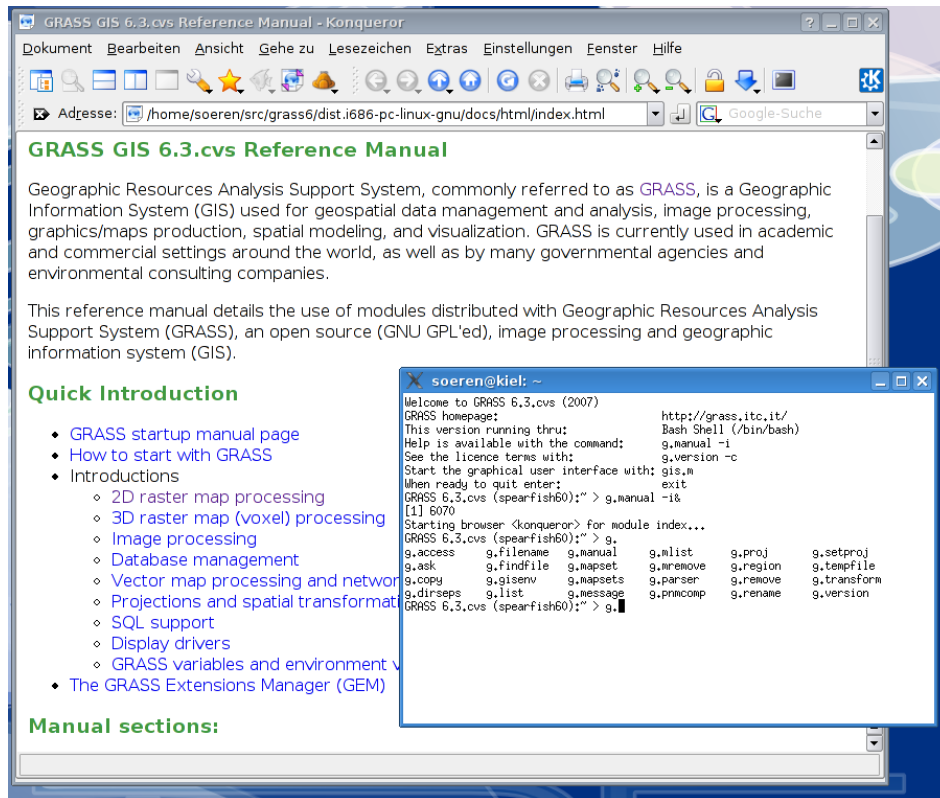 GRASS GIS 6.3.cvs Reference Manual - Konqueror
Dokument Bearbeiten Ansicht Gehe zu Lesezeichen Extras Einstellungen Fenster Hilfe
Adresse: /home/soeren/src/grass6/dist.i686-pc-linux-gnu/docs/html/index.html Google-Suche
GRASS GIS 6.3.cvs Reference Manual
Geographic Resources Analysis Support System, commonly referred to as GRASS, is a Geographic
Information System (GIS) used for geospatial data management and analysis, image processing,
graphics/maps production, spatial modeling, and visualization. GRASS is currently used in academic
and commercial settings around the world, as well as by many governmental agencies and
environmental consulting companies.
This reference manual details the use of modules distributed with Geographic Resources Analysis
Support System (GRASS), an open source (GNU GPL'ed), image processing and geographic
information system (GIS).
Quick Introduction
GRASS startup manual page
How to start with GRASS
Introductions
2D raster map processing
3D raster map (voxel) processing
Image processing
Database management
Vector map processing and networ
Projections and spatial transformati
SQL support
Display drivers
GRASS variables and environment v
The GRASS Extensions Manager (GEM)
Manual sections:
soeren@kiel: ~
Welcome to GRASS 6.3.cvs (2007)
GRASS homepage: http://grass.itc.it/
This version running thru: Bash Shell (/bin/bash)
Help is available with the command: g.manual -i
See the licence terms with: g.version -c
Start the graphical user interface with: gis.m
When ready to quit enter: exit
GRASS 6.3.cvs (spearfish60):~ > g.manual -i&
[1] 6070
Starting browser <konqueror> for module index...
GRASS 6.3.cvs (spearfish60):~ > g.
g.access g.filename g.manual g.mlist g.proj g.setproj
g.ask g.findfile g.mapset g.mremove g.region g.tempfile
g.copy g.gisenv g.mapsets g.parser g.remove g.transform
g.dirseps g.list g.message g.pnmcomp g.rename g.version
GRASS 6.3.cvs (spearfish60):~ > g.